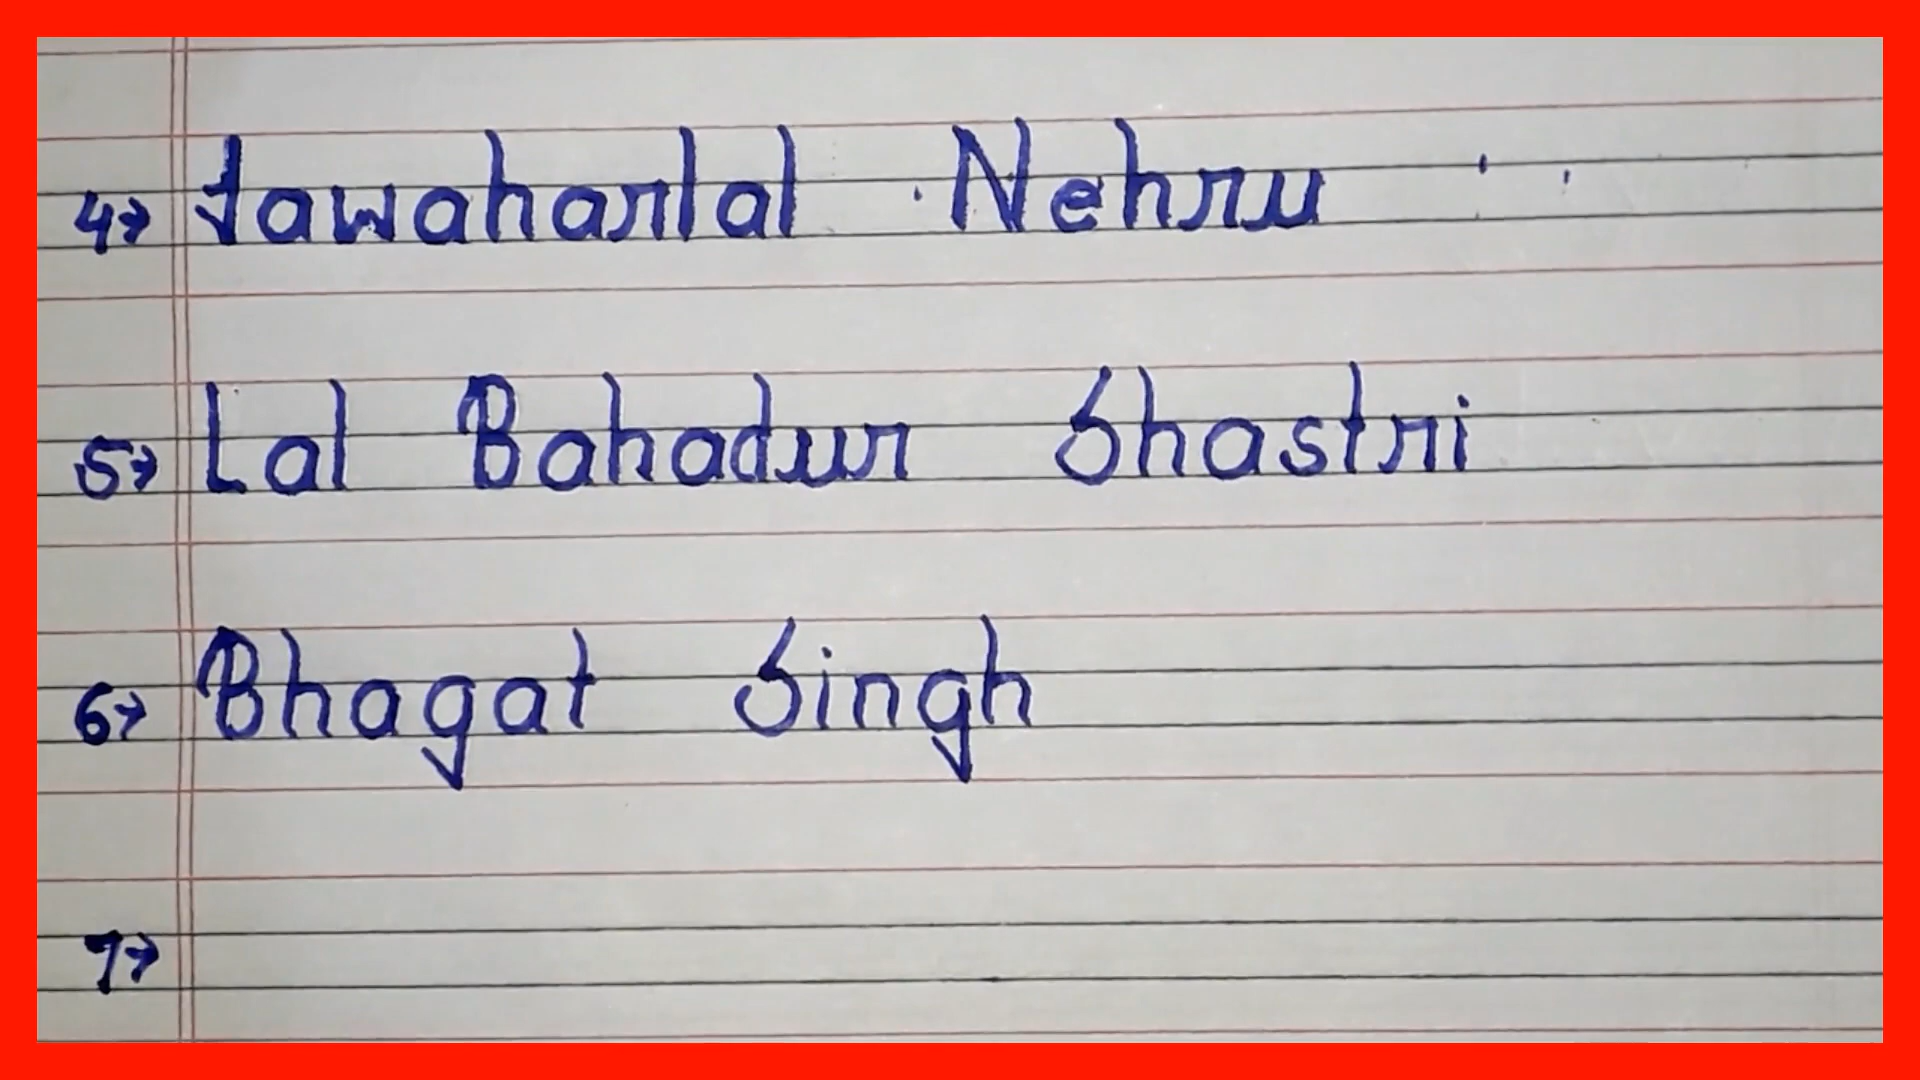 4→ Jawaharlal Nehru
5→ Lal Bahadur Shastri
6→ Bhagat Singh
7→